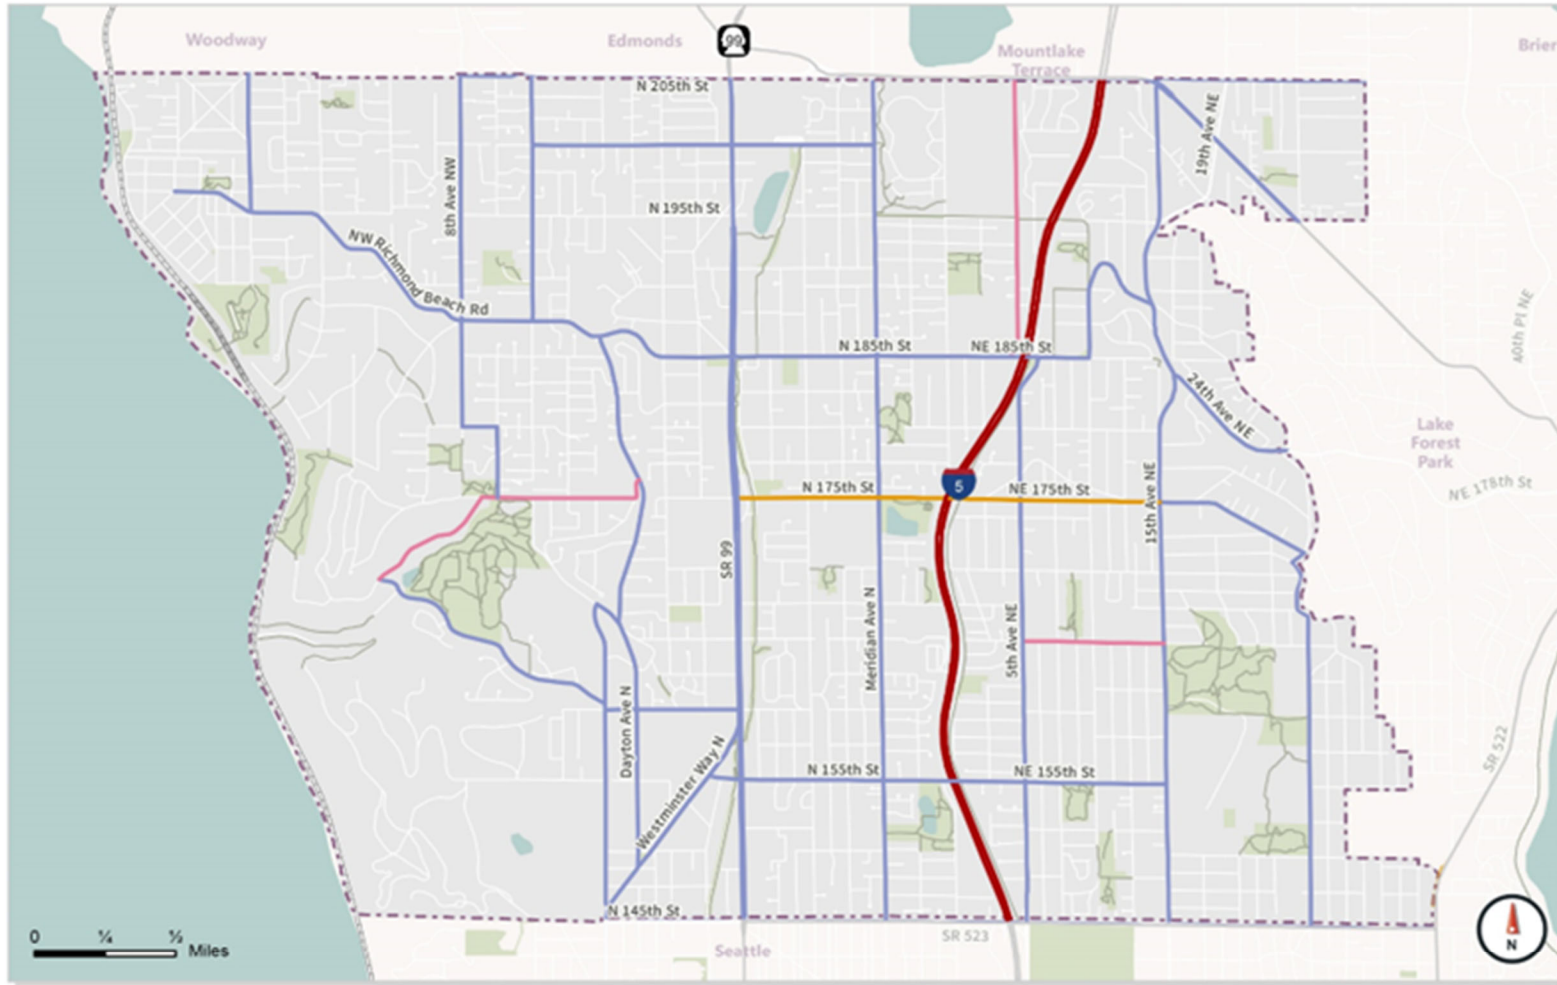 Woodway
Edmonds
99
Mountlake
Terrace
Brier
N 205th St
19th Ave NE
8th Ave NW
N 195th St
NW Richmond Beach Rd
40th Pl NE
N 185th St
NE 185th St
24th Ave NE
Lake
Forest
Park
N 175th St
5
NE 175th St
15th Ave NE
NE 178th St
SR 99
Meridian Ave N
5th Ave NE
Dayton Ave N
Westminster Way N
SR 522
N 155th St
NE 155th St
N 145th St
SR 523
Seattle
0 ¼ ½ Miles
N